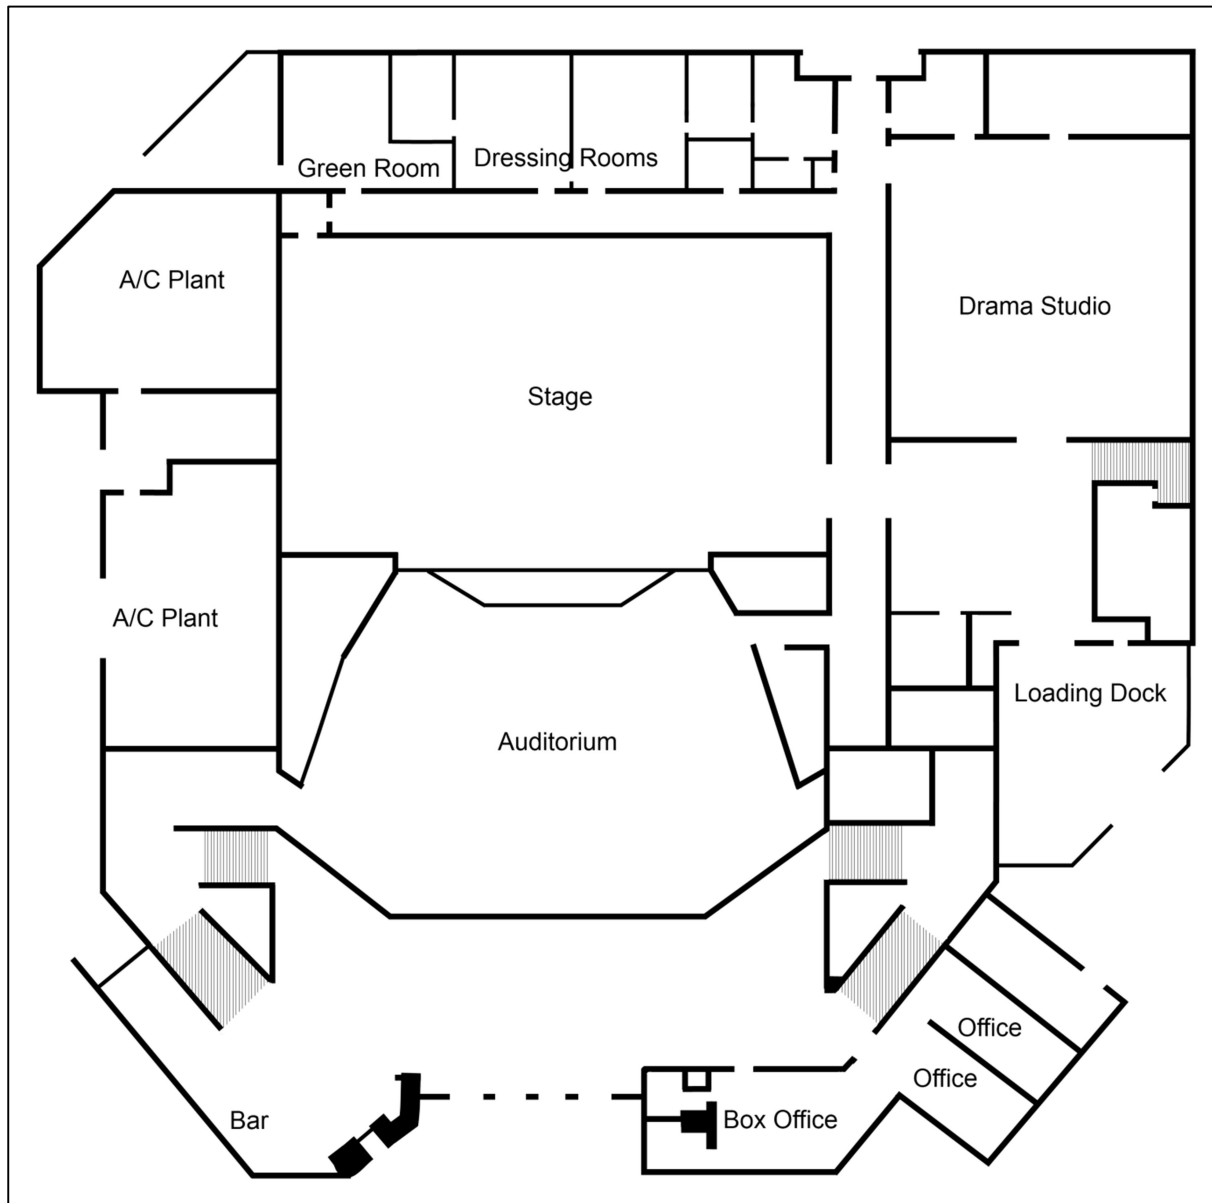 Green Room
Dressing Rooms
A/C Plant
Drama Studio
Stage
A/C Plant
Loading Dock
Auditorium
Office
Office
Bar
Box Office